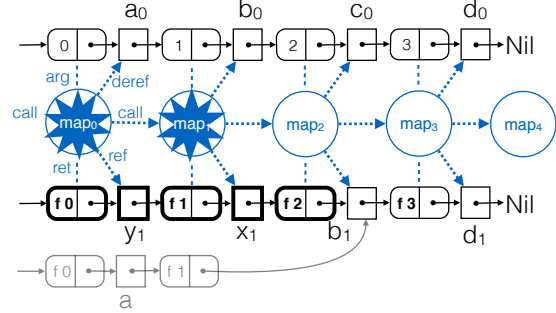 a0 b0 c0 d0
0 1 2 3 Nil
arg deref
call call
map0 map1 map2 map3 map4
ret ref
f 0 f 1 f 2 f 3 Nil
y1 x1 b1 d1
f 0 f 1
a